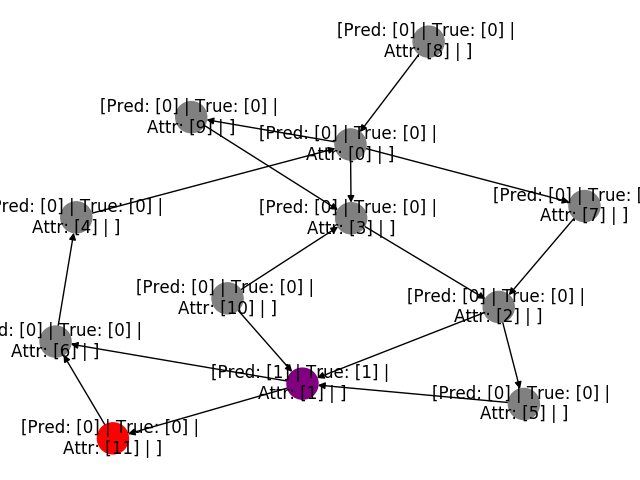 [Pred: [0] | True: [0] |
Attr: [8] | ]
[Pred: [0] | True: [0] |
Attr: [9] | ]
[Pred: [0] | True: [0] |
Attr: [0] | ]
[Pred: [0] | True: [
Attr: [7] | ]
red: [0] | True: [0] |
Attr: [4] | ]
[Pred: [0] | True: [0] |
Attr: [3] | ]
[Pred: [0] | True: [0] |
Attr: [10] | ]
[Pred: [0] | True: [0] |
Attr: [2] | ]
d: [0] | True: [0] |
Attr: [6] | ]
[Pred: [1] | True: [1] |
Attr: [1] | ]
[Pred: [0] | True: [0] |
Attr: [5] | ]
[Pred: [0] | True: [0] |
Attr: [11] | ]